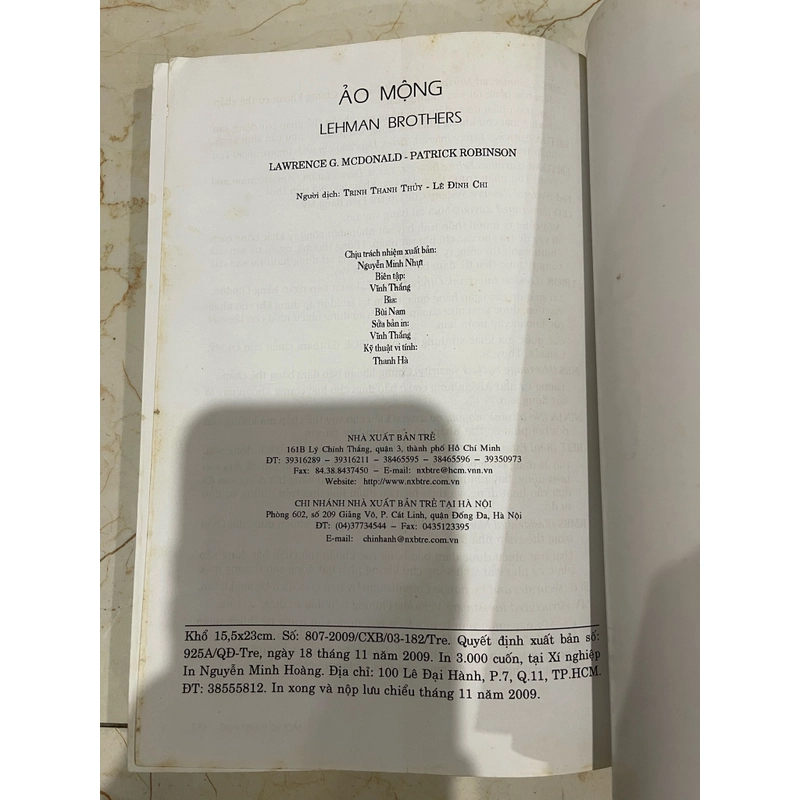 ẢO MỘNG
LEHMAN BROTHERS
LAWRENCE G. MCDONALD - PATRICK ROBINSON
Người dịch: TRỊNH THANH THỦY - LÊ ĐÌNH CHI
Chịu trách nhiệm xuất bản:
Nguyễn Minh Nhựt
Biên tập:
Vĩnh Thắng
Bìa:
Bùi Nam
Sửa bản in:
Vĩnh Thắng
Kỹ thuật vi tính:
Thanh Hà
NHÀ XUẤT BẢN TRẺ
161B Lý Chính Thắng, quận 3, thành phố Hồ Chí Minh
ĐT: 39316289 – 39316211 – 38465595 – 38465596 – 39350973
Fax: 84.38.8437450 – E-mail: nxbtre@hcm.vnn.vn
Website: http://www.nxbtre.com.vn
CHI NHÁNH NHÀ XUẤT BẢN TRẺ TẠI HÀ NỘI
Phòng 602, số 209 Giảng Võ, P. Cát Linh, quận Đống Đa, Hà Nội
ĐT: (04)37734544 – Fax: 0435123395
E-mail: chinhanh@nxbtre.com.vn
Khổ 15,5x23cm. Số: 807-2009/CXB/03-182/Tre. Quyết định xuất bản số:
925A/QĐ-Tre, ngày 18 tháng 11 năm 2009. In 3.000 cuốn, tại Xí nghiệp
In Nguyễn Minh Hoàng. Địa chỉ: 100 Lê Đại Hành, P.7, Q.11, TP.HCM.
ĐT: 38555812. In xong và nộp lưu chiểu tháng 11 năm 2009.